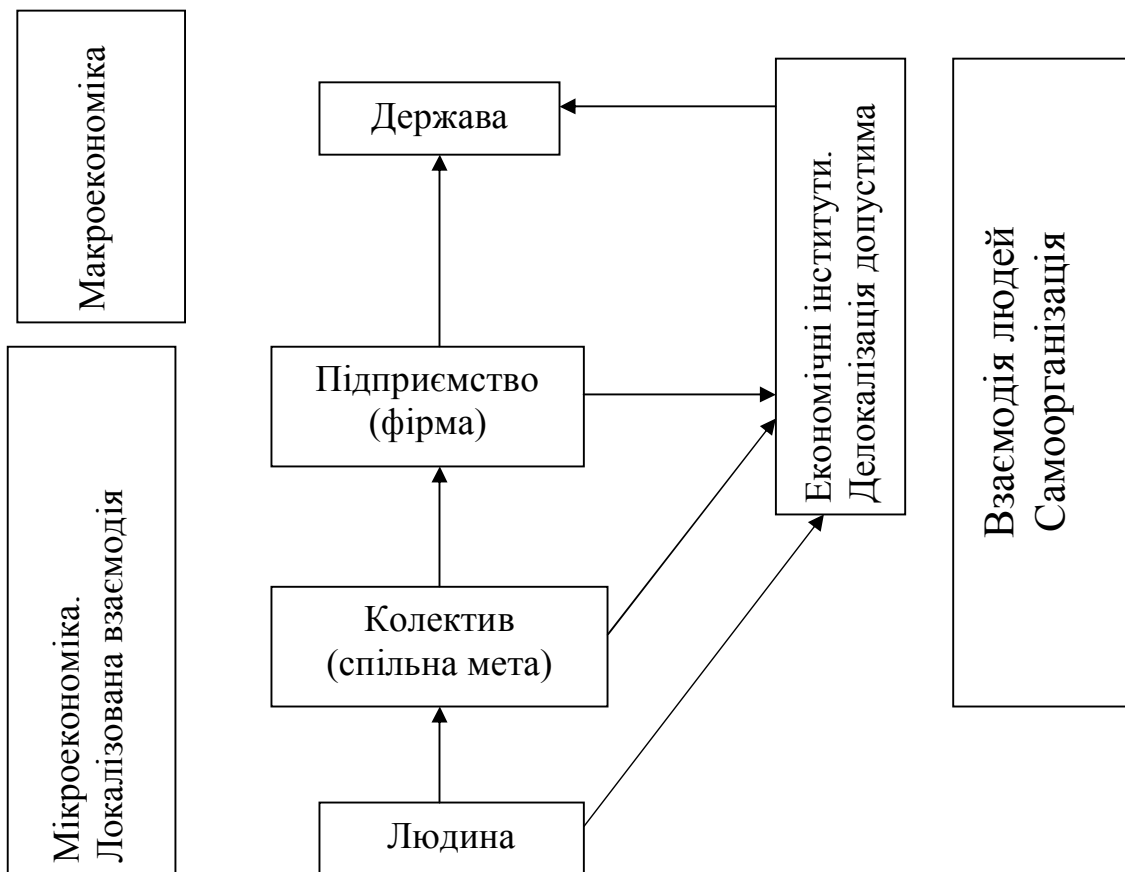 Макроекономіка
Держава
Економічні інститути.
Делокалізація допустима
Взаємодія людей
Самоорганізація
Підприємство
(фірма)
Мікроекономіка.
Локалізована взаємодія
Колектив
(спільна мета)
Людина